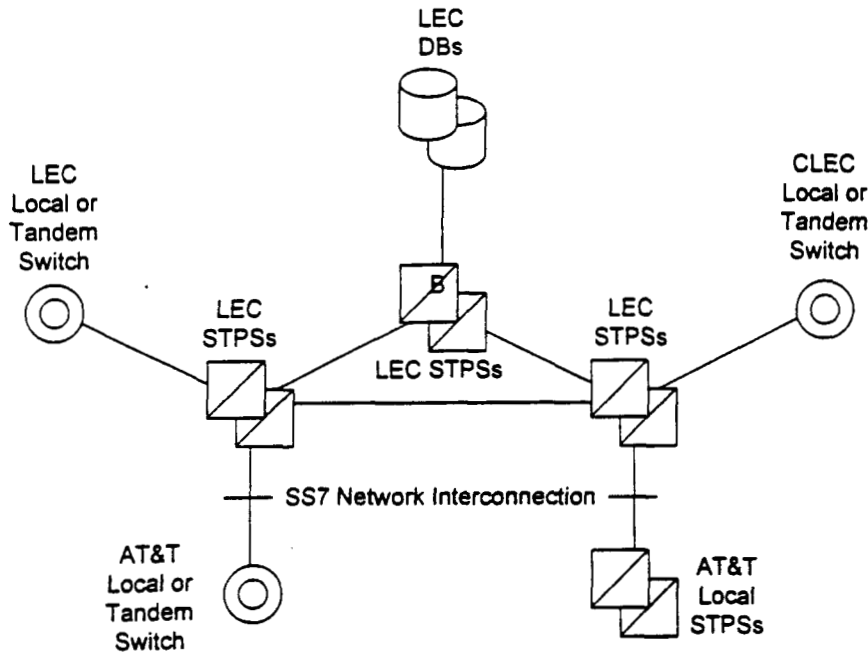 LEC
DBs
LEC
Local or
Tandem
Switch
CLEC
Local or
Tandem
Switch
B
LEC
STPSs
LEC
STPSs
LEC STPSs
SS7 Network Interconnection
AT&T
Local or
Tandem
Switch
AT&T
Local
STPSs